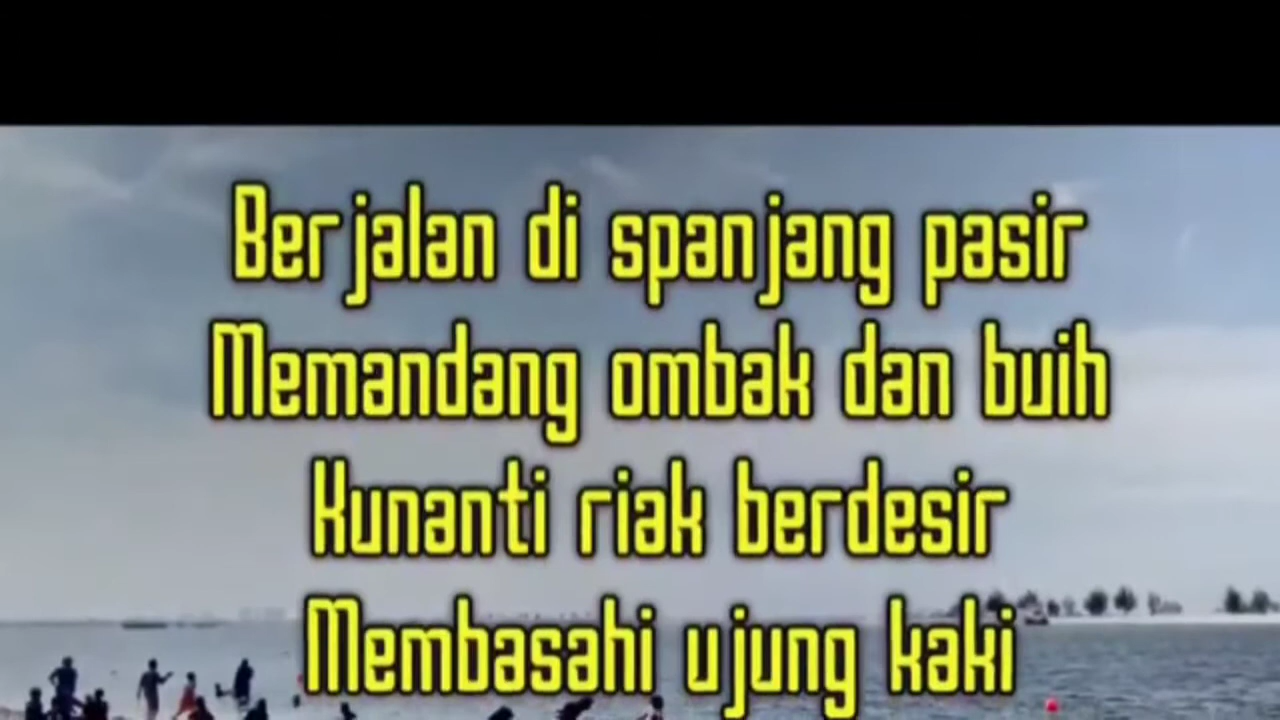 Berjalan di spanjang pasir
Memandang ombak dan buih
Kunanti riak berdesir
Membasahi ujung kaki